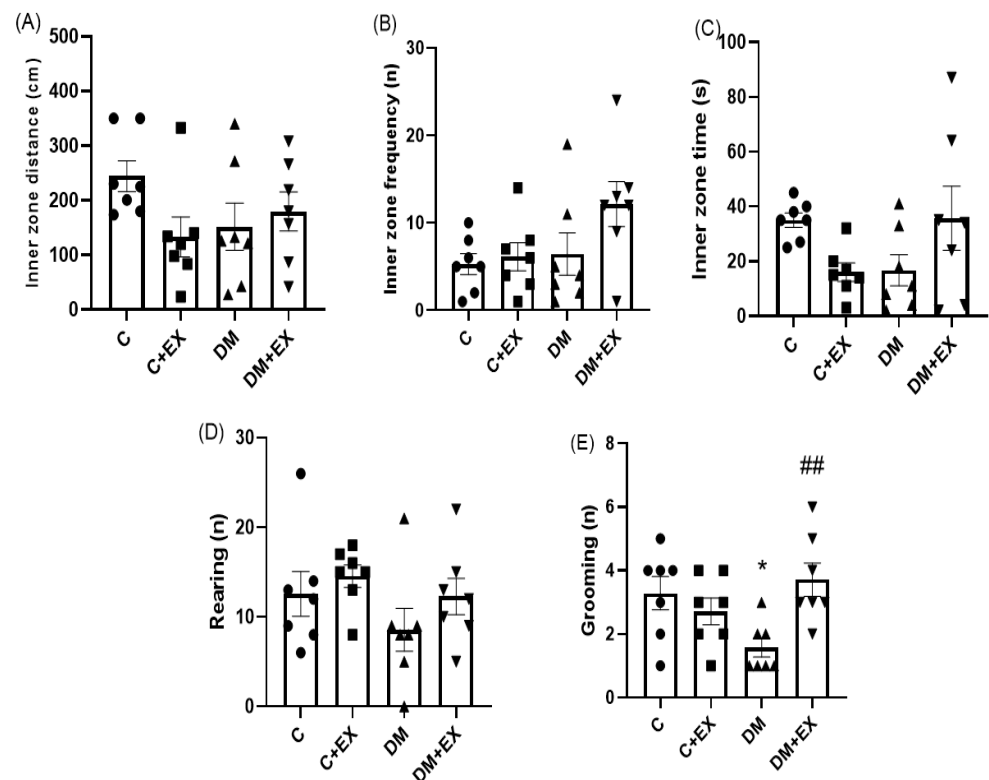 (A)
Inner zone distance (cm)
500
400
300
200
100
0
C
C+EX
DM
DM+EX
(B)
Inner zone frequency (n)
30
20
10
0
C
C+EX
DM
DM+EX
(C)
Inner zone time (s)
100
80
60
40
20
0
C
C+EX
DM
DM+EX
(D)
Rearing (n)
30
20
10
0
C
C+EX
DM
DM+EX
(E)
Grooming (n)
8
6
4
2
0
*
##
C
C+EX
DM
DM+EX